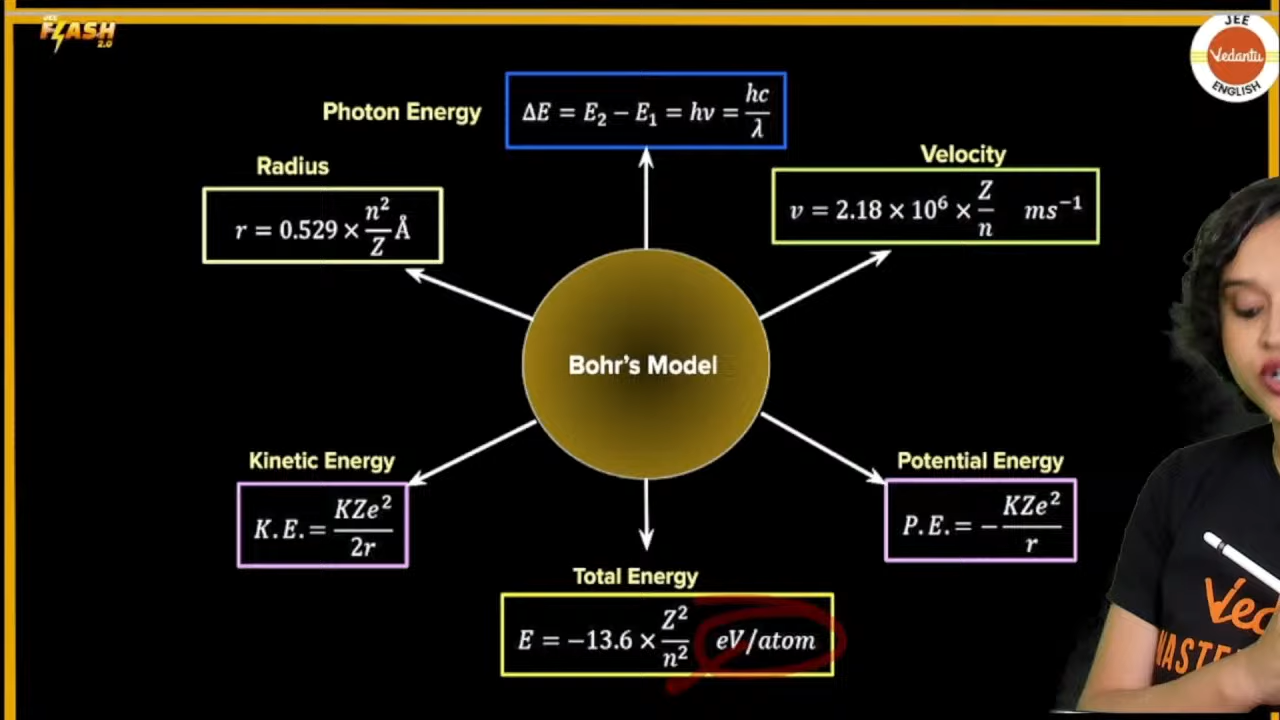 JEE
FLASH
2.0
JEE
Vedantu
ENGLISH
Photon Energy
ΔE = E₂ − E₁ = hν = hc/λ
Velocity
v = 2.18 × 10⁶ × Z/n ms⁻¹
Radius
r = 0.529 × n²/Z Å
Bohr's Model
Kinetic Energy
K.E. = KZe²/2r
Potential Energy
P.E. = − KZe²/r
Total Energy
E = −13.6 × Z²/n² eV/atom